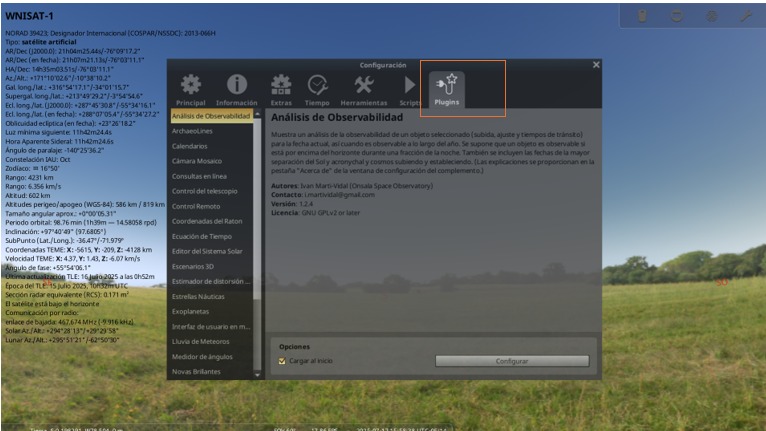 WNISAT-1
NORAD 39423; Designador Internacional (COSPAR/NSSDC): 2013-066H
Tipo: satélite artificial
AR/Dec (J2000.0): 21h04m25.44s/-76°09'17.2"
AR/Dec (en fecha): 21h07m21.13s/-76°03'11.1"
HA/Dec: 14h35m03.51s/-76°03'11.1"
Az./Alt.: +171°10'02.6"/-10°38'10.2"
Gal. long./lat.: +316°54'17.1"/-34°01'15.7"
Supergal. long./lat.: +213°49'29.2"/-3°54'54.6"
Ecl. long./lat. (J2000.0): +287°45'30.8"/-55°34'16.1"
Ecl. long./lat. (en fecha): +288°07'05.4"/-55°34'27.2"
Oblicuidad eclíptica (en fecha): +23°26'18.2"
Luz mínima siguiente: 11h42m24.6s
Hora Aparente Sideral: 11h42m24.6s
Ángulo de paralaje: -140°25'36.2"
Constelación IAU: Oct
Zodíaco: ♒ 16°50'
Rango: 4231 km
Rango: 6.356 km/s
Altitud: 602 km
Altitudes perigeo/apogeo (WGS-84): 586 km / 819 km
Tamaño angular aprox.: +0°00'05.31"
Periodo orbital: 98.76 min (1h39m — 14.58058 rpd)
Inclinación: +97°40'49" (97.6805°)
SubPunto (Lat./Long.): -36.47°/-71.979°
Coordenadas TEME: X: -5615, Y: -209, Z: -4128 km
Velocidad TEME: X: 4.37, Y: 1.43, Z: -6.07 km/s
Ángulo de fase: +55°54'06.1"
Última actualización TLE: 16 Julio 2025 a las 0h52m
Época del TLE: 15 Julio 2025, 10h32m UTC
Sección radar equivalente (RCS): 0.171 m²
El satélite está bajo el horizonte
Comunicación por radio:
enlace de bajada: 467.674 MHz (-9.916 kHz)
Solar Az./Alt.: +294°28'13"/+29°29'58"
Lunar Az./Alt.: +295°51'21"/-62°50'30"
Configuración
Principal Información Extras Tiempo Herramientas Scripts Plugins
Análisis de Observabilidad
ArchaeoLines
Calendarios
Cámara Mosaico
Consultas en línea
Control del telescopio
Control Remoto
Coordenadas del Raton
Ecuación de Tiempo
Editor del Sistema Solar
Escenarios 3D
Estimador de distorsión ...
Estrellas Náuticas
Exoplanetas
Interfaz de usuario en m...
Lluvia de Meteoros
Medidor de ángulos
Novas Brillantes
Análisis de Observabilidad
Muestra un análisis de la observabilidad de un objeto seleccionado (subida, ajuste y tiempos de tránsito)
para la fecha actual, así como cuando es observable a lo largo del año. Se supone que un objeto es observable si
está por encima del horizonte durante una fracción de la noche. También se incluyen las fechas de la mayor
separación del Sol y acronychal y cosmos subiendo y estableciendo. (Las explicaciones se proporcionan en la
pestaña "Acerca de" de la ventana de configuración del complemento.)
Autores: Ivan Marti-Vidal (Onsala Space Observatory)
Contacto: i.martividal@gmail.com
Versión: 1.2.4
Licencia: GNU GPLv2 or later
Opciones
Cargar al inicio
Configurar